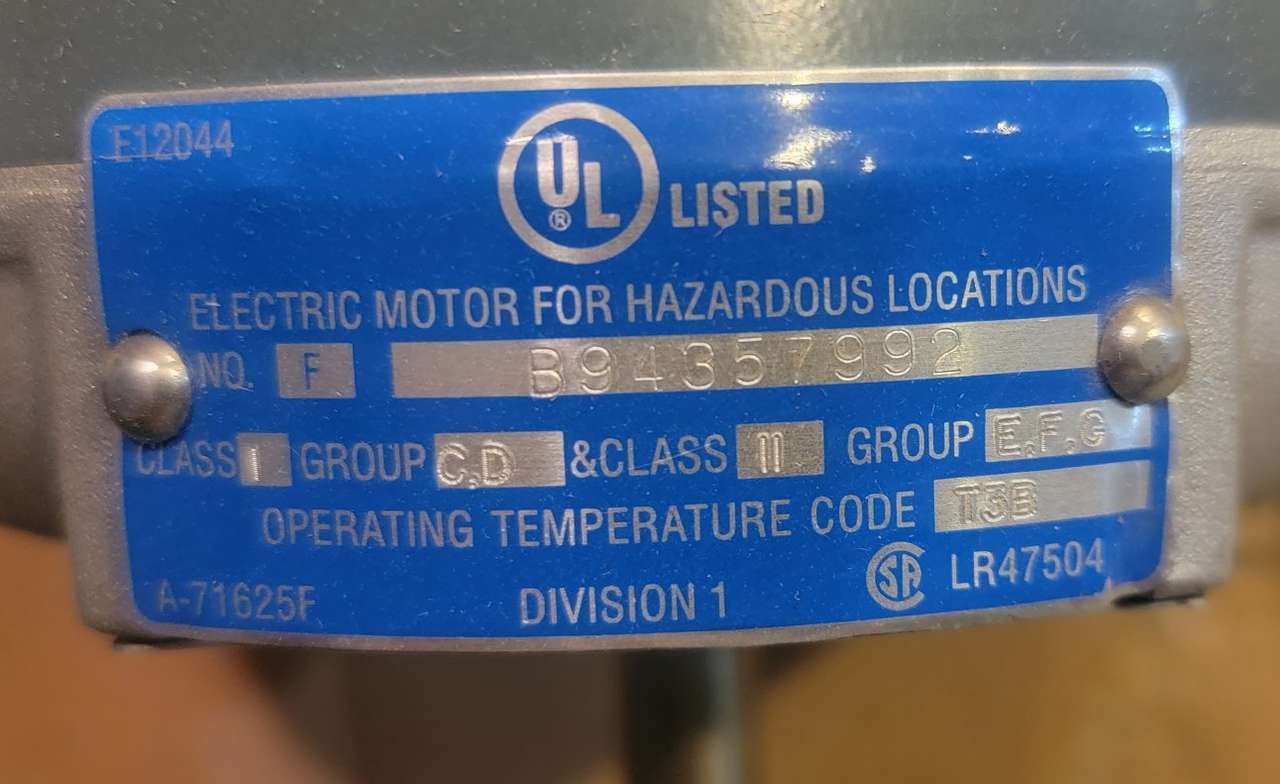 E12044
UL ® LISTED
ELECTRIC MOTOR FOR HAZARDOUS LOCATIONS
NO. F B94357992
CLASS I GROUP C,D & CLASS II GROUP E,F,G
OPERATING TEMPERATURE CODE T3B
A-71625F DIVISION 1 CSA LR47504